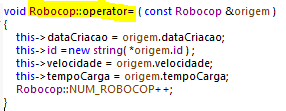 void Robocop::operator= ( const Robocop &origem )
{
this->dataCriacao = origem.dataCriacao;
this->id =new string( *origem.id );
this->velocidade = origem.velocidade;
this->tempoCarga = origem.tempoCarga;
Robocop::NUM_ROBOCOP++;
}